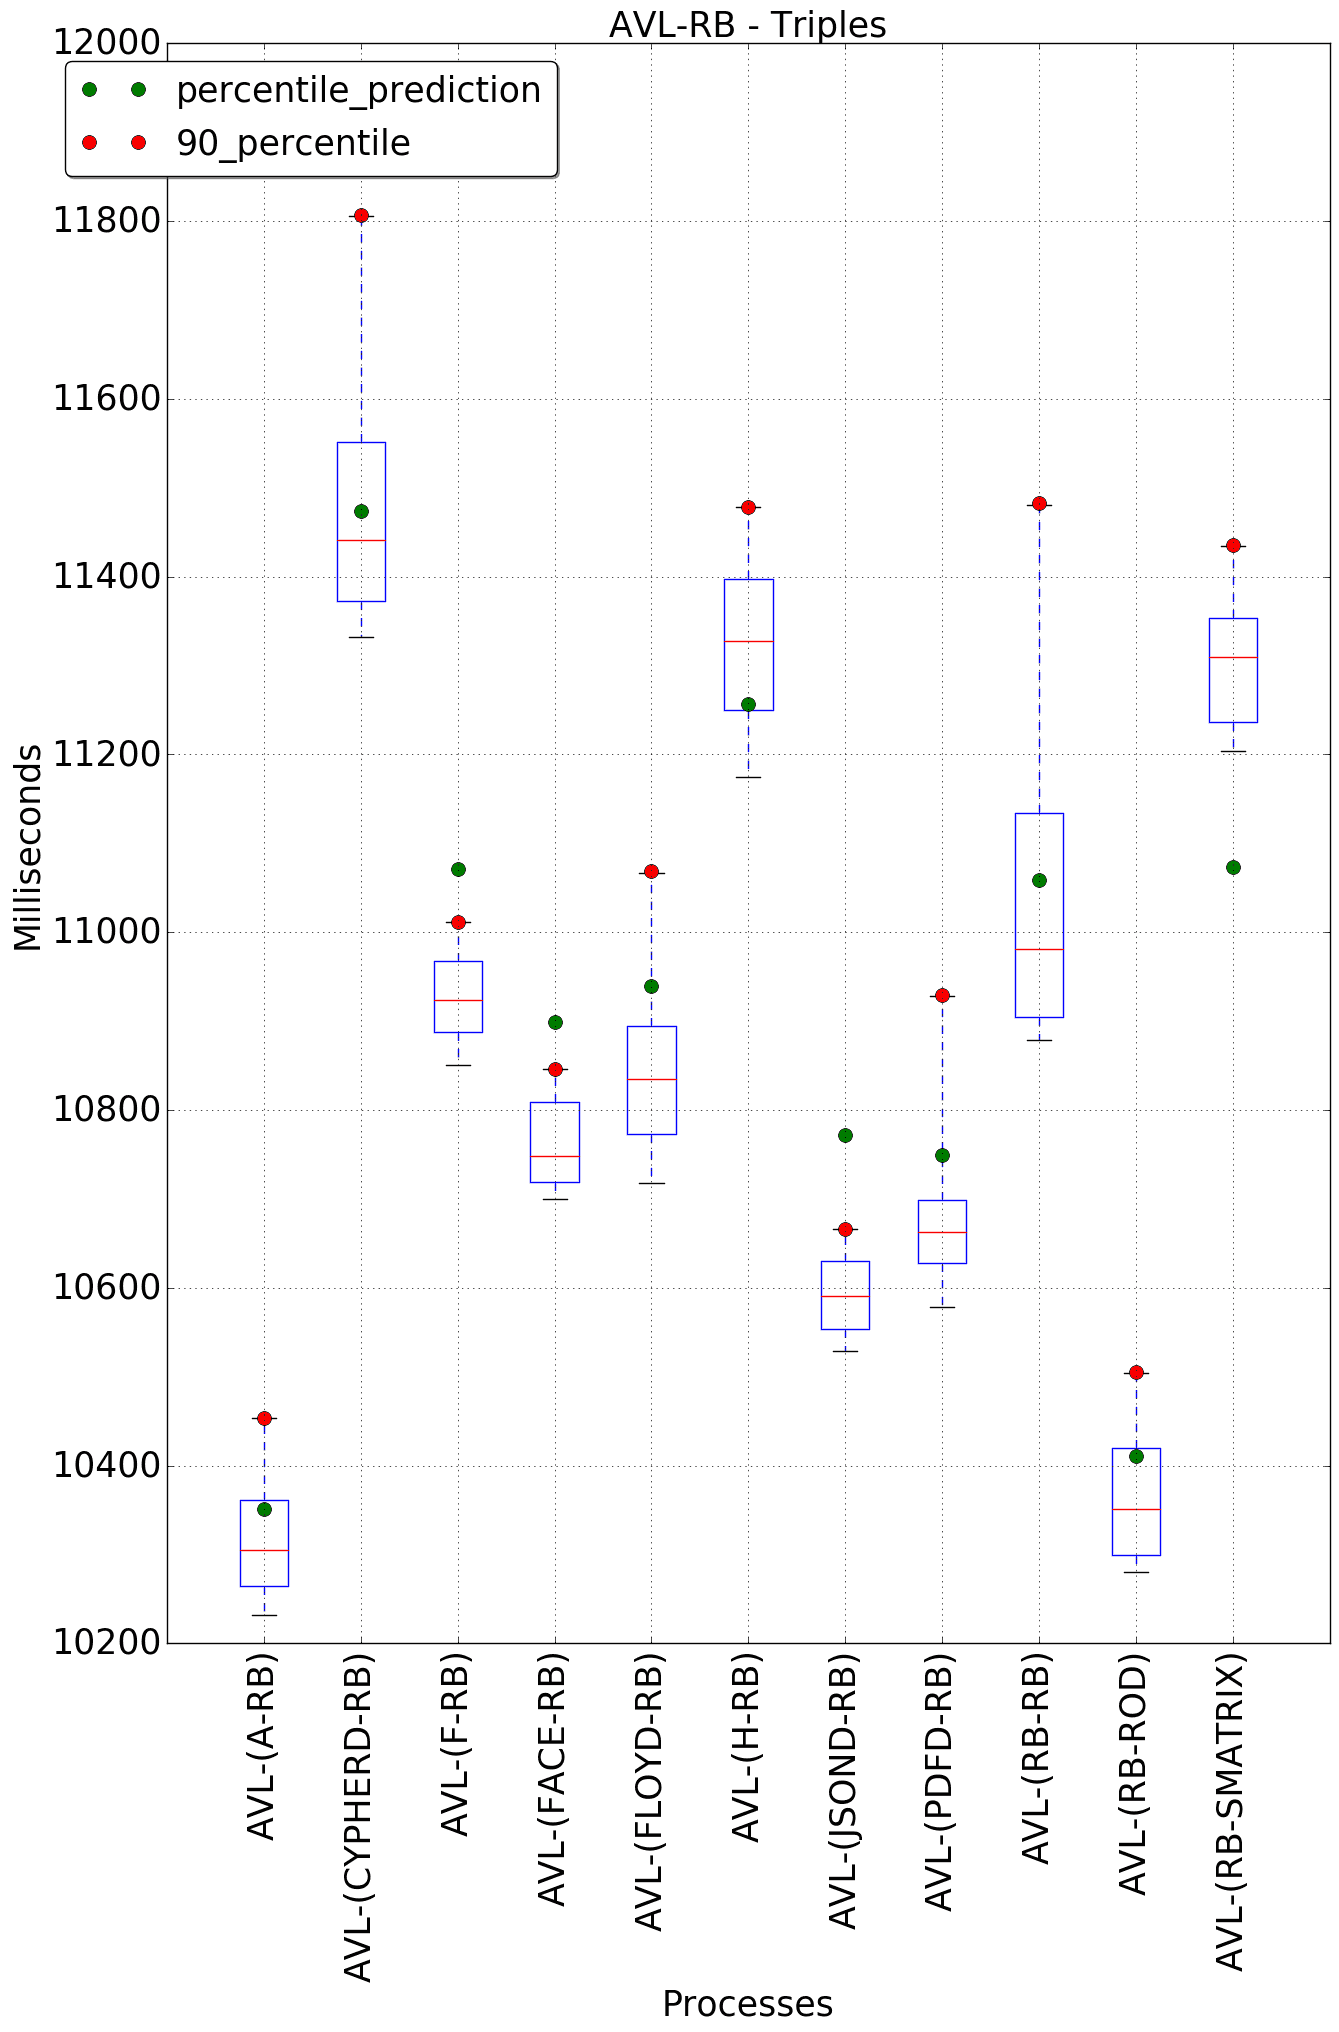 AVL-RB - Triples
percentile_prediction
90_percentile
12000
11800
11600
11400
11200
11000
10800
10600
10400
10200
Milliseconds
AVL-(A-RB)
AVL-(CYPHERD-RB)
AVL-(F-RB)
AVL-(FACE-RB)
AVL-(FLOYD-RB)
AVL-(H-RB)
AVL-(JSOND-RB)
AVL-(PDFD-RB)
AVL-(RB-RB)
AVL-(RB-ROD)
AVL-(RB-SMATRIX)
Processes